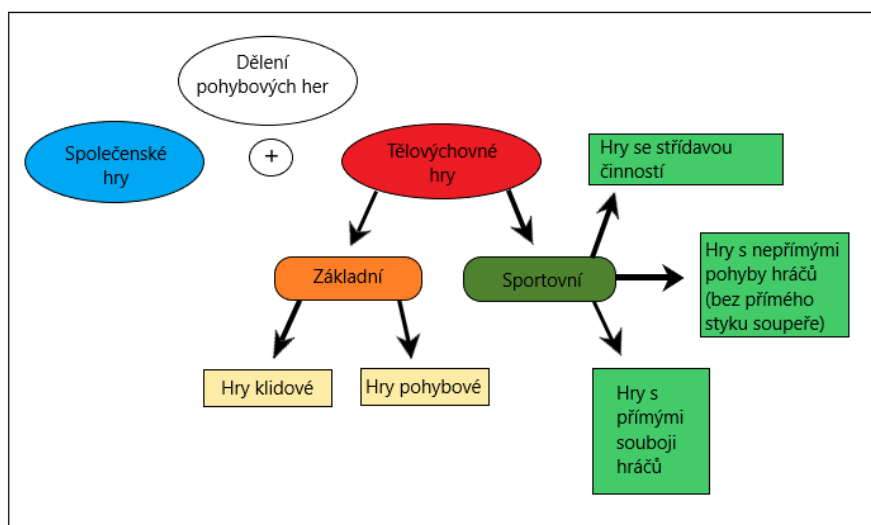 Dělení
pohybových her
Společenské
hry
+
Tělovýchovné
hry
Hry se střídavou
činností
Základní
Sportovní
Hry s nepřímými
pohyby hráčů
(bez přímého
styku soupeře)
Hry klidové
Hry pohybové
Hry s
přímými
souboji
hráčů